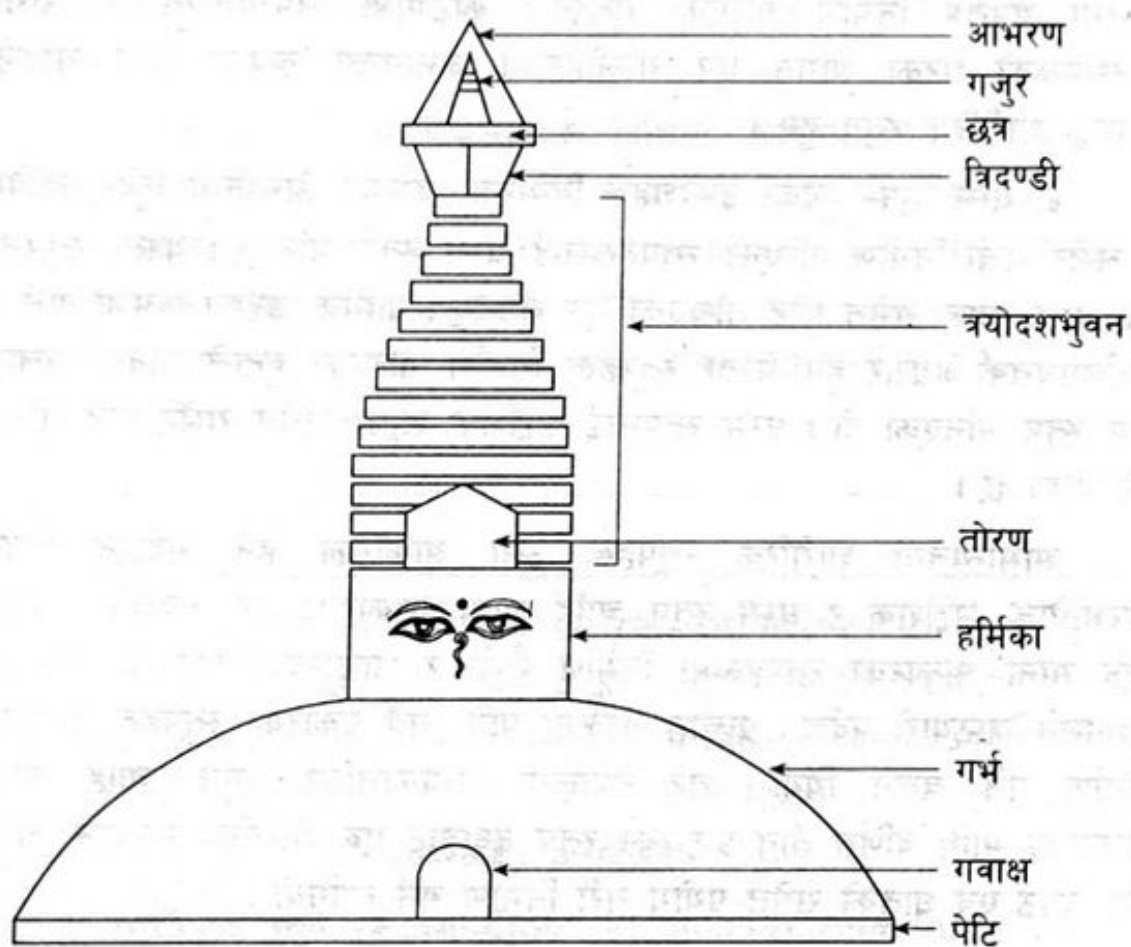 आभरण
गजुर
छत्र
त्रिदण्डी
त्रयोदशभुवन
तोरण
हर्मिका
गर्भ
गवाक्ष
पेटि